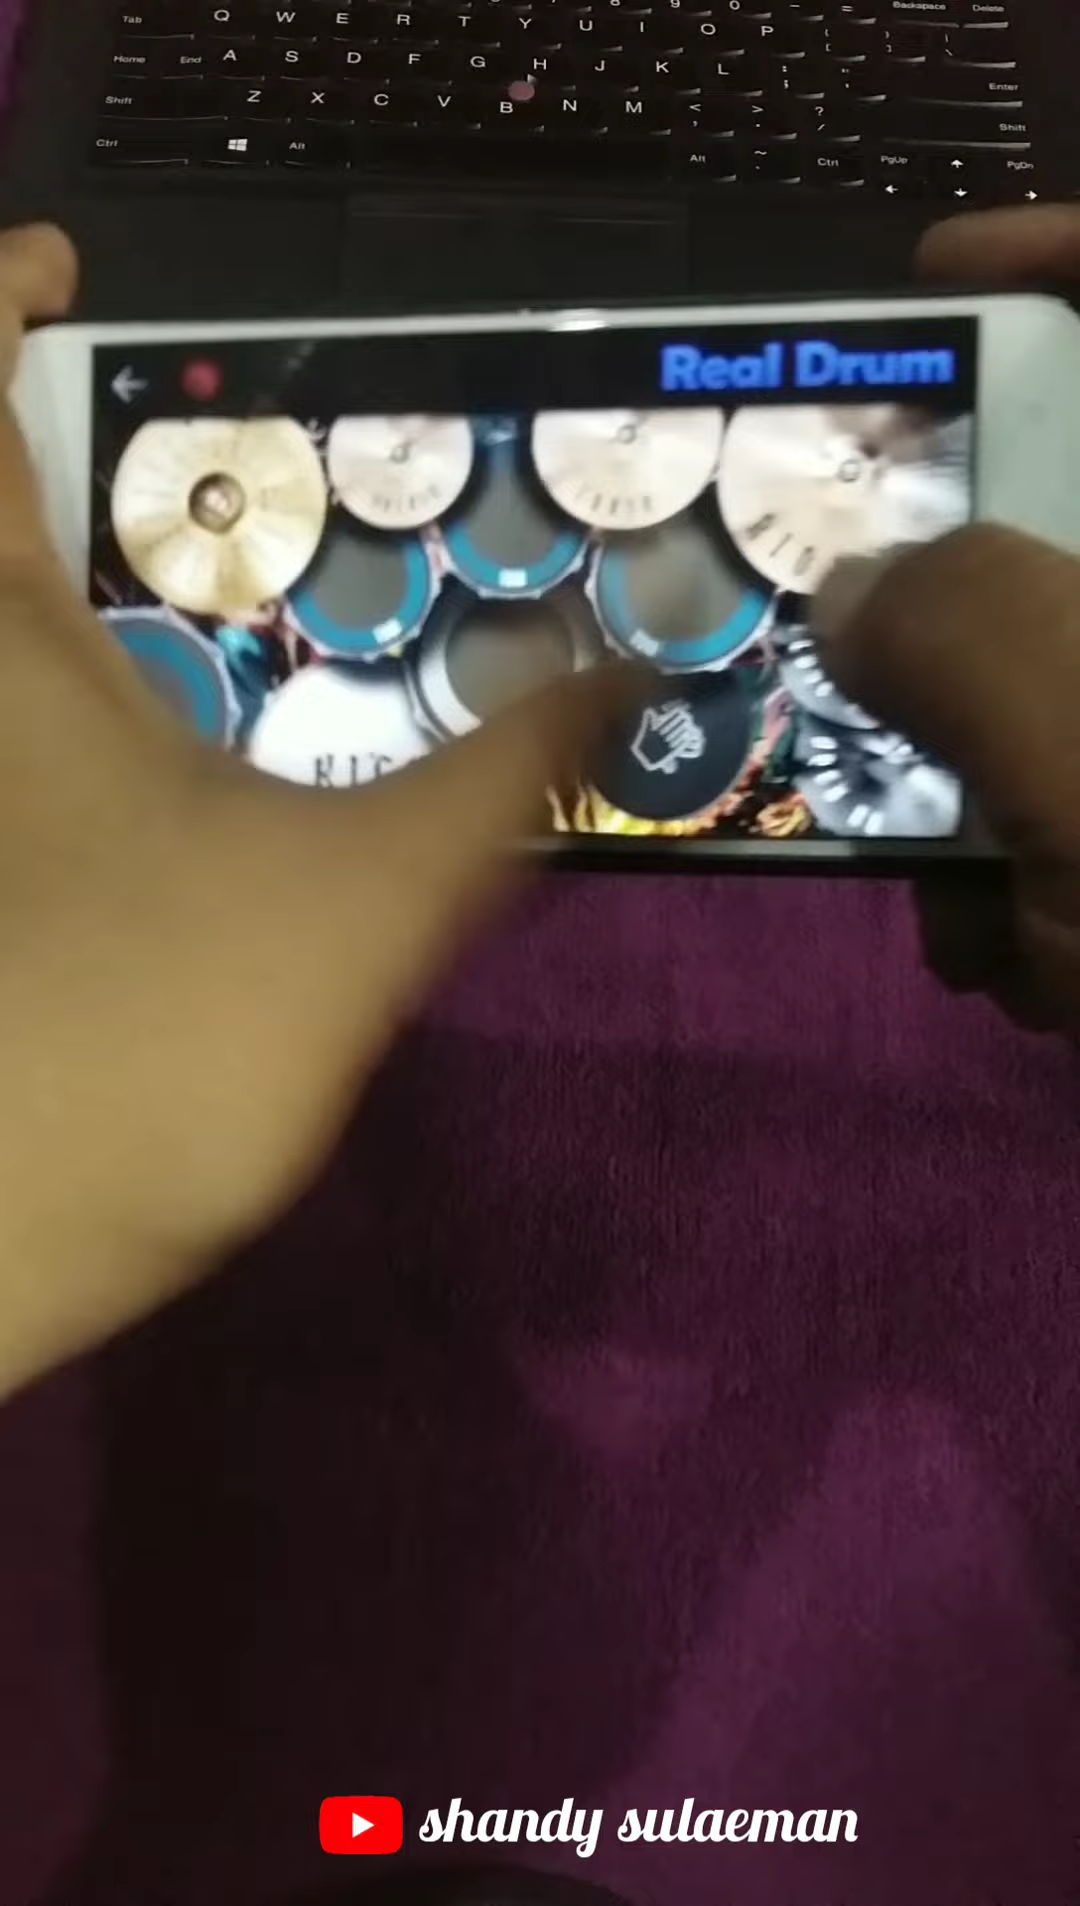 Backspace Delete
Tab Q W E R T Y U I O P
Home End A S D F G H J K L Enter
Shift Z X C V B N M < > ? Shift
Ctrl Alt Alt Ctrl PgUp PgDn
Real Drum
shandy sulaeman